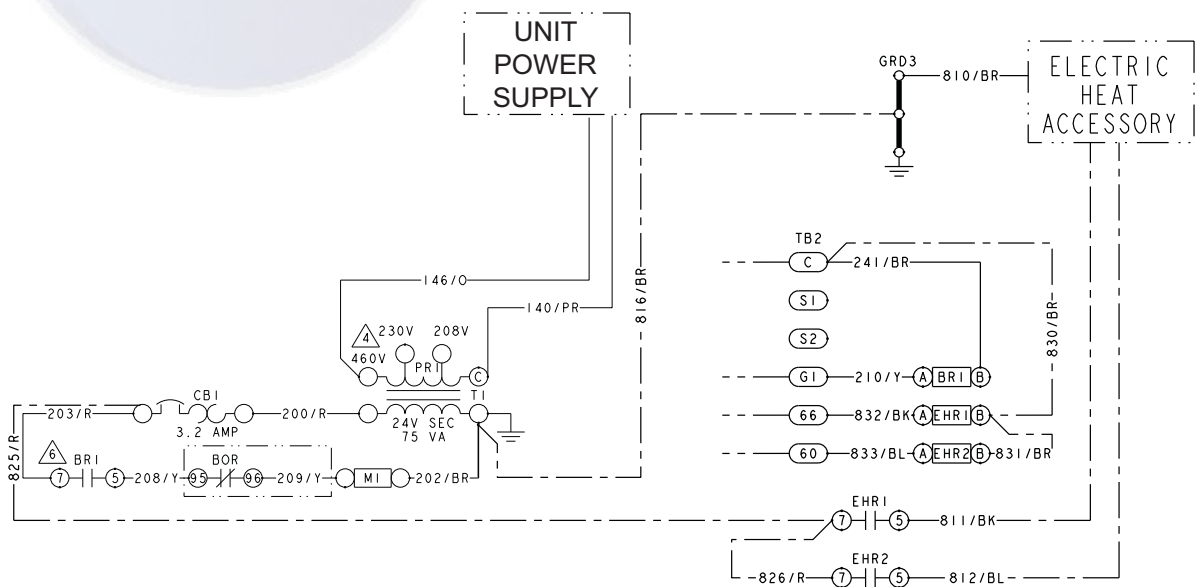 UNIT
POWER
SUPPLY
GRD3
810/BR
ELECTRIC
HEAT
ACCESSORY
TB2
C
241/BR
146/O
816/BR
140/PR
830/BR
S1
S2
4
230V
208V
460V
PR1
C
G1
210/Y
A
BR1
B
CB1
T1
203/R
200/R
24V SEC
75 VA
3.2 AMP
66
832/BK
A
EHR1
B
825/R
6
BR1
BOR
60
833/BL
A
EHR2
B
831/BR
7
5
208/Y
95
96
209/Y
M1
202/BR
EHR1
7
5
811/BK
EHR2
826/R
7
5
812/BL